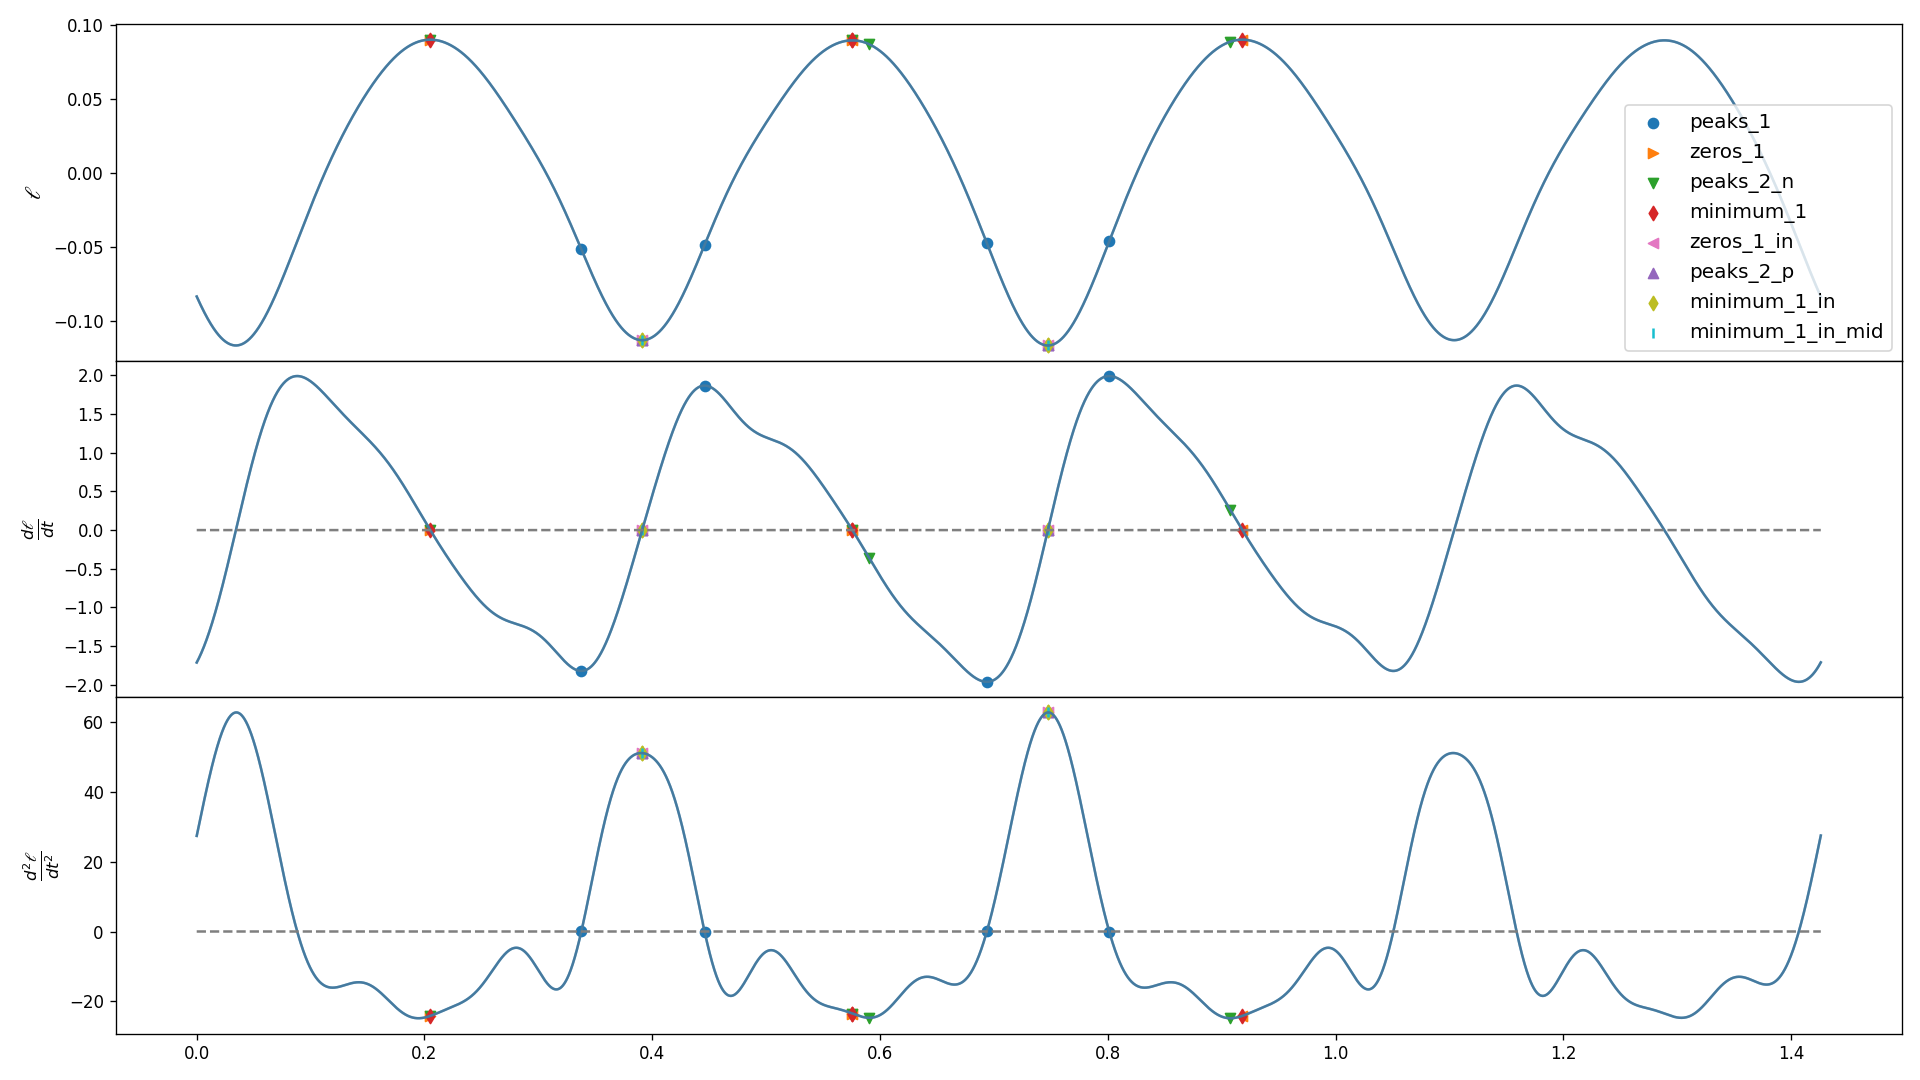 0.10
0.05
0.00
−0.05
−0.10
ℓ
peaks_1
zeros_1
peaks_2_n
minimum_1
zeros_1_in
peaks_2_p
minimum_1_in
minimum_1_in_mid
2.0
1.5
1.0
0.5
0.0
−0.5
−1.0
−1.5
−2.0
dℓ
dt
60
40
20
0
−20
d²ℓ
dt²
0.0 0.2 0.4 0.6 0.8 1.0 1.2 1.4